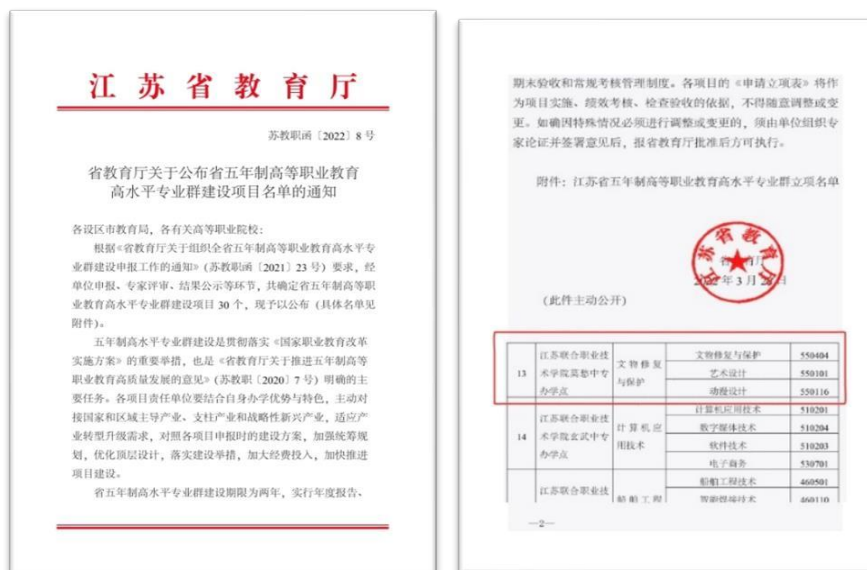 江苏省教育厅
苏教职函〔2022〕8号
省教育厅关于公布省五年制高等职业教育
高水平专业群建设项目名单的通知
各设区市教育局，各有关高等职业院校：
根据《省教育厅关于组织全省五年制高等职业教育高水平专
业群建设申报工作的通知》（苏教职函〔2021〕23号）要求，经
单位申报、专家评审、结果公示等环节，共确定省五年制高等职
业教育高水平专业群建设项目30个，现予以公布（具体名单见
附件）。
五年制高水平专业群建设是贯彻落实《国家职业教育改革
实施方案》的重要举措，也是《省教育厅关于推进五年制高等
职业教育高质量发展的意见》（苏教职〔2020〕7号）明确的主
要任务。各项目责任单位要结合自身办学优势与特色，主动对
接国家和区域主导产业、支柱产业和战略性新兴产业，适应产
业转型升级需求，对照各项目申报时的建设方案，加强统筹规
划，优化顶层设计，落实建设举措，加大经费投入，加快推进
项目建设。
省五年制高水平专业群建设期限为两年，实行年度报告、
期末验收和常规考核管理制度。各项目的《申请立项表》将作
为项目实施、绩效考核、检查验收的依据，不得随意调整或变
更。如确因特殊情况必须进行调整或变更的，须由单位组织专
家论证并签署意见后，报省教育厅批准后方可执行。
附件：江苏省五年制高等职业教育高水平专业群立项名单
江苏省教育厅
年3月
（此件主动公开）
13 江苏联合职业技术学院莫愁中专办学点 文物修复与保护 文物修复与保护 550404
艺术设计 550101
动漫设计 550116
14 江苏联合职业技术学院玄武中专办学点 计算机应用技术 计算机应用技术 510201
数字媒体技术 510204
软件技术 510203
电子商务 530701
江苏联合职业技 船舶工程 船舶工程技术 460501
智能焊接技术 460110
—2—